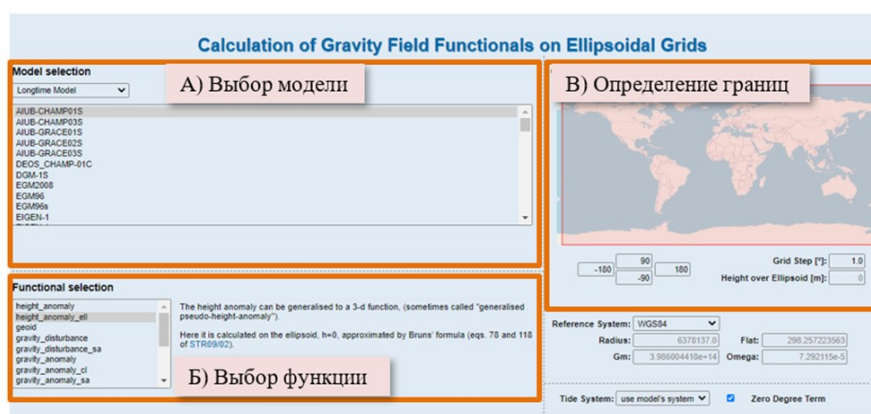 Calculation of Gravity Field Functionals on Ellipsoidal Grids
Model selection
Longtime Model
А) Выбор модели
AIUB-CHAMP01S
AIUB-CHAMP03S
AIUB-GRACE01S
AIUB-GRACE02S
AIUB-GRACE03S
DEOS_CHAMP-01C
DGM-1S
EGM2008
EGM96
EGM96s
EIGEN-1
В) Определение границ
90
-180
180
-90
Grid Step [°]: 1.0
Height over Ellipsoid [m]: 0
Functional selection
height_anomaly
height_anomaly_ell
geoid
gravity_disturbance
gravity_disturbance_sa
gravity_anomaly
gravity_anomaly_cl
gravity_anomaly_sa
The height anomaly can be generalised to a 3-d function, (sometimes called "generalised
pseudo-height-anomaly").
Here it is calculated on the ellipsoid, h=0, approximated by Bruns' formula (eqs. 78 and 118
of STR09/02).
Б) Выбор функции
Reference System: WGS84
Radius: 6378137.0 Flat: 298.257223563
Gm: 3.986004418e+14 Omega: 7.292115e-5
Tide System: use model's system Zero Degree Term